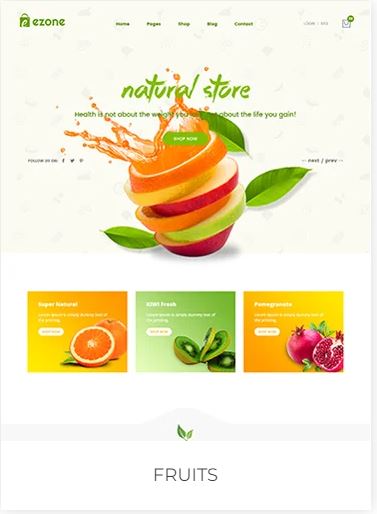 ezone
Home Pages Shop Blog Contact
LOGIN
natural store
Health is not about the weight you about the life you gain!
SHOP NOW
FOLLOW US ON:
next / prev
Super Natural
Lorem Ipsum is simply dummy text
of the printing.
SHOP NOW
KIWI Fresh
Lorem Ipsum is simply dummy text
of the printing.
SHOP NOW
Pomegranate
Lorem Ipsum is simply dummy text
of the printing.
SHOP NOW
FRUITS